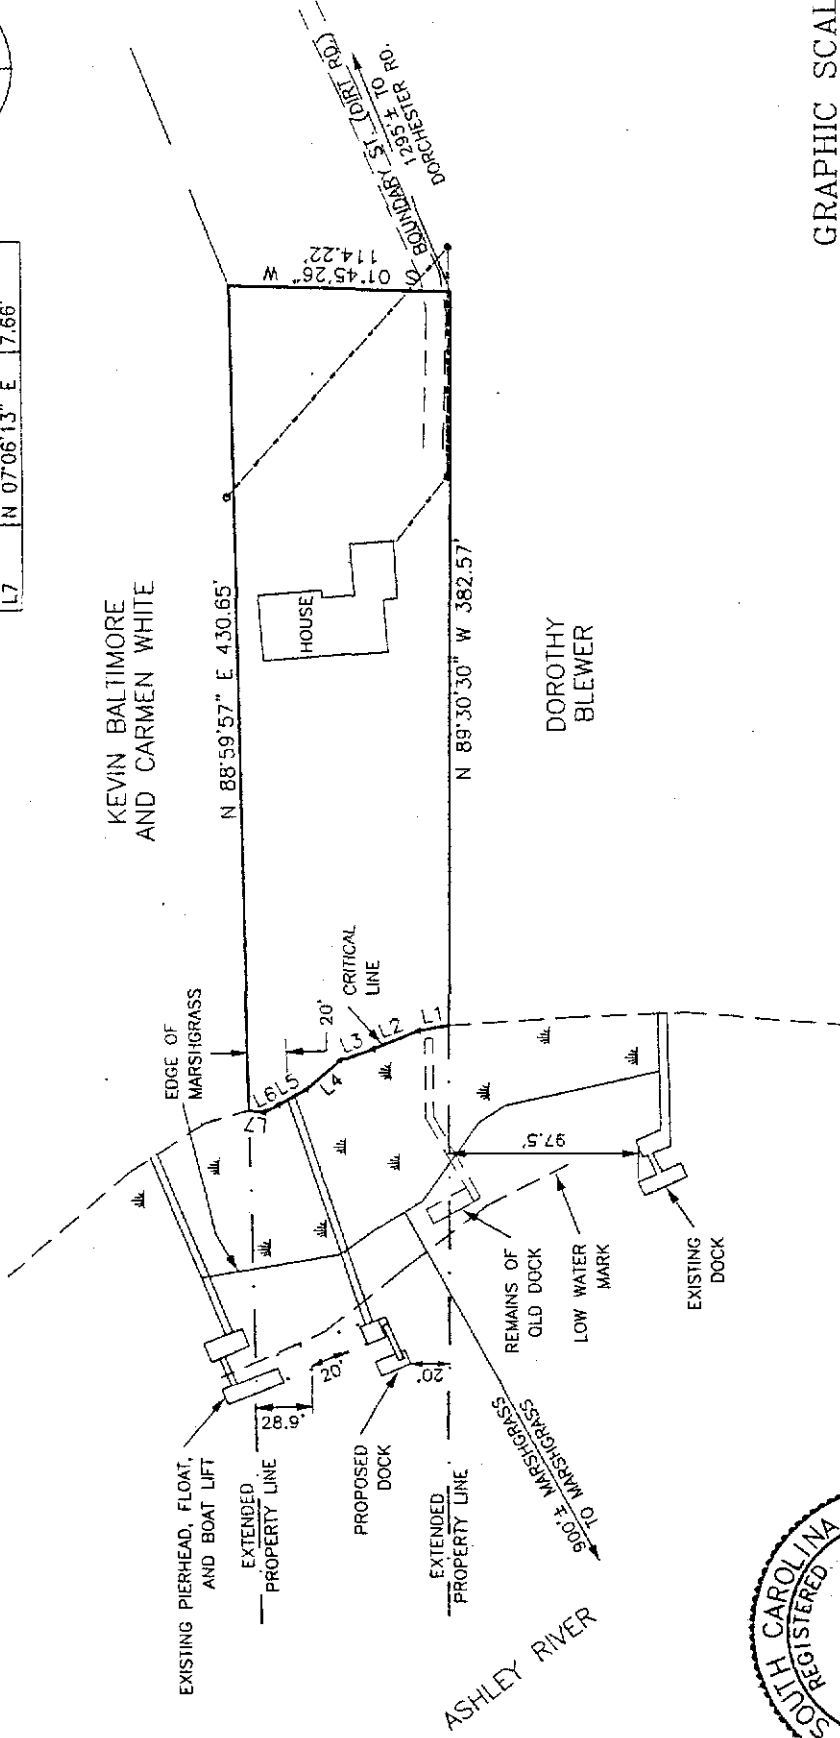 L7 N 07°06'13" E 17.66'
KEVIN BALTIMORE
AND CARMEN WHITE
BOUNDARY ST. (DIRT RD.)
1295'± TO
DORCHESTER RD.
N 88°59'57" E 430.65'
S 01°45'26" W
114.22'
HOUSE
N 89°30'30" W 382.57'
DOROTHY
BLEWER
EDGE OF
MARSHGRASS
20'
CRITICAL
LINE
L7
L6
L5
L4
L3
L2
L1
EXISTING PIERHEAD, FLOAT,
AND BOAT LIFT
EXTENDED
PROPERTY LINE
28.9'
20'
PROPOSED
DOCK
20'
EXTENDED
PROPERTY LINE
97.5'
REMAINS OF
OLD DOCK
LOW WATER
MARK
EXISTING
DOCK
900'± MARSHGRASS
TO MARSHGRASS
ASHLEY RIVER
GRAPHIC SCAL
SOUTH CAROLINA
REGISTERED